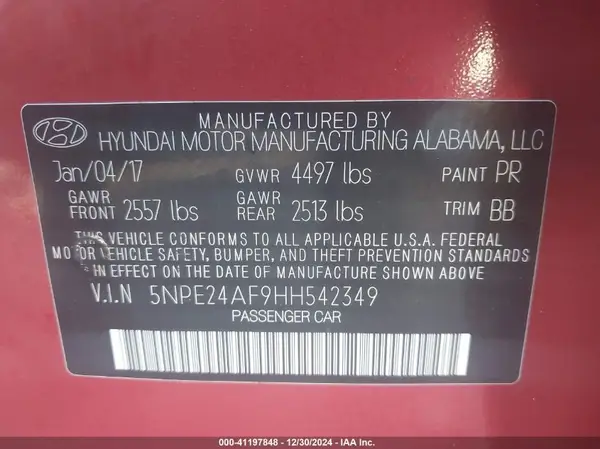 MANUFACTURED BY
HYUNDAI MOTOR MANUFACTURING ALABAMA, LLC
Jan/04/17 GVWR 4497 lbs PAINT PR
GAWR FRONT 2557 lbs GAWR REAR 2513 lbs TRIM BB
THIS VEHICLE CONFORMS TO ALL APPLICABLE U.S.A. FEDERAL
MOTOR VEHICLE SAFETY, BUMPER, AND THEFT PREVENTION STANDARDS
IN EFFECT ON THE DATE OF MANUFACTURE SHOWN ABOVE
V.I.N 5NPE24AF9HH542349
PASSENGER CAR
000-41197848 - 12/30/2024 - IAA Inc.